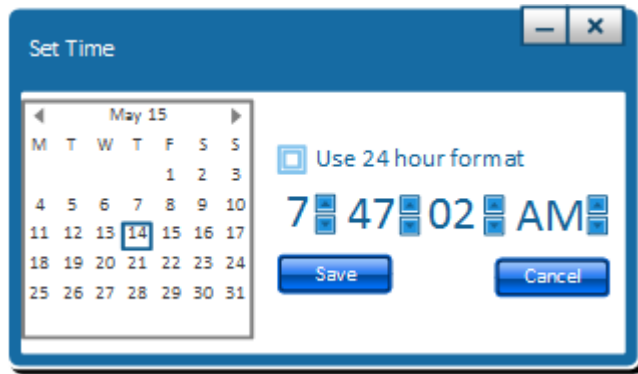 Set Time
May 15
M T W T F S S
1 2 3
4 5 6 7 8 9 10
11 12 13 14 15 16 17
18 19 20 21 22 23 24
25 26 27 28 29 30 31
Use 24 hour format
7 47 02 AM
Save Cancel